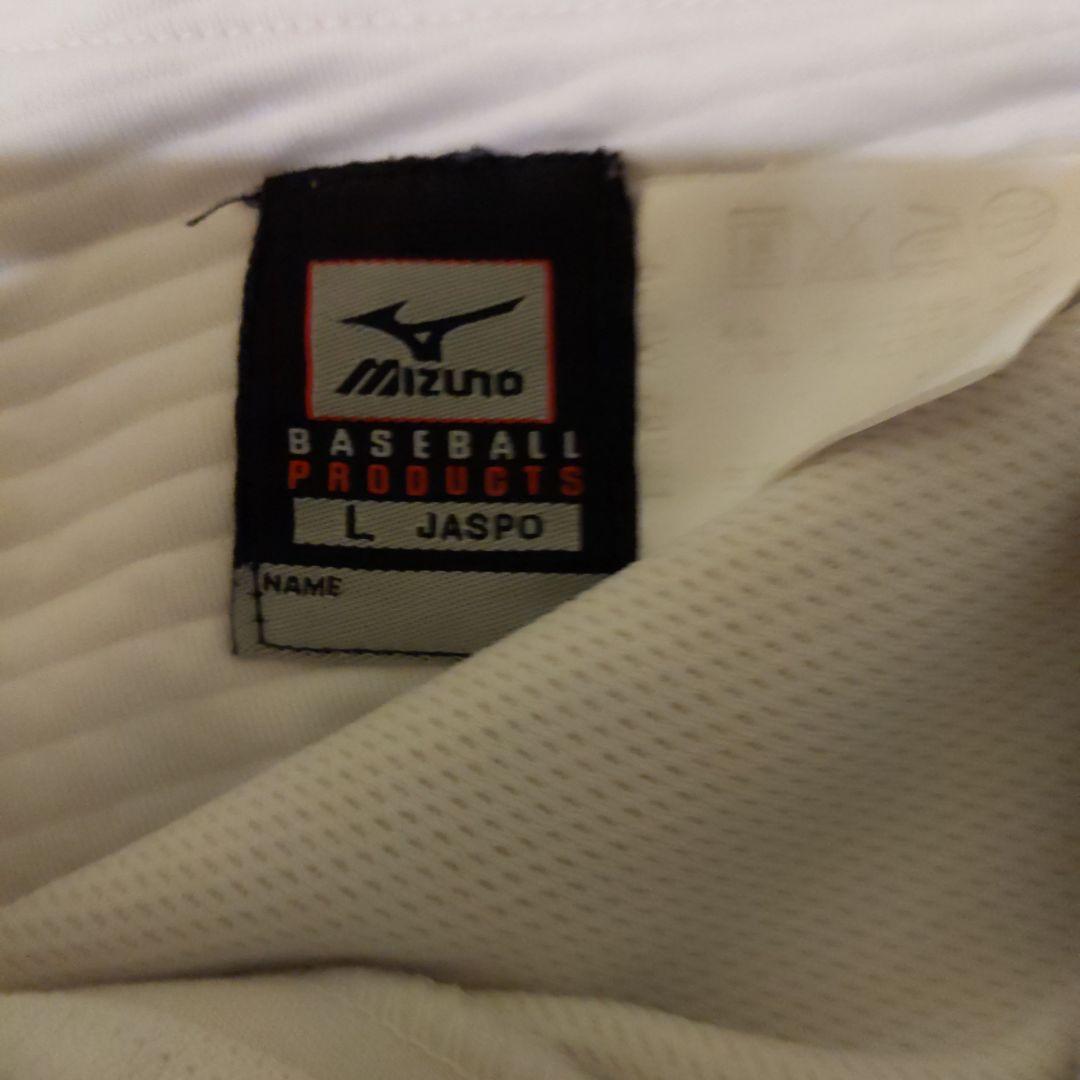 MIZUNO
BASEBALL
PRODUCTS
L JASPO
NAME